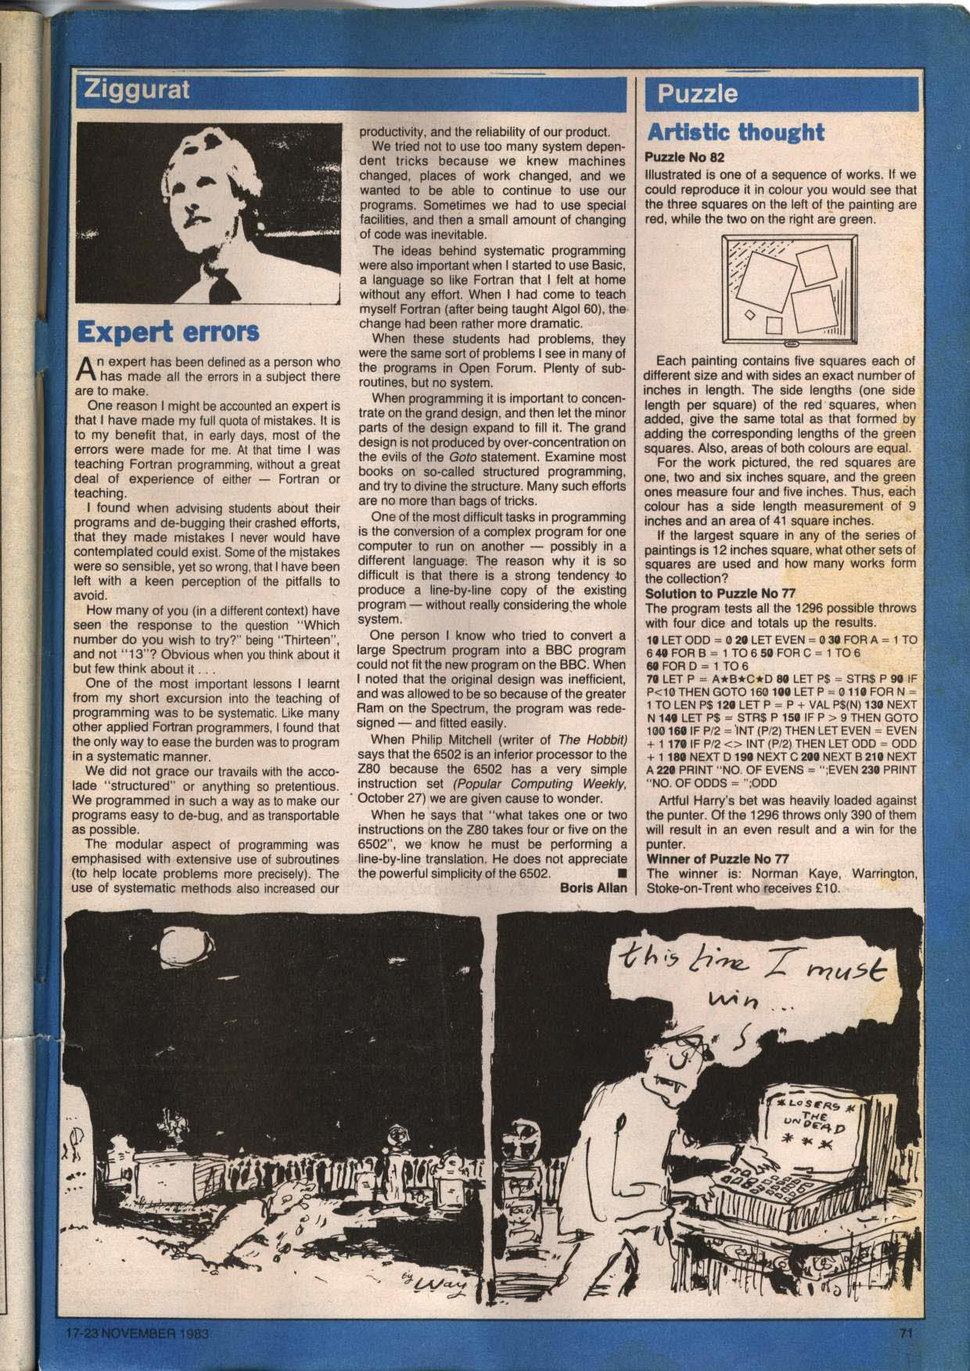 Ziggurat
Expert errors
An expert has been defined as a person who
has made all the errors in a subject there
are to make.
One reason I might be accounted an expert is
that I have made my full quota of mistakes. It is
to my benefit that, in early days, most of the
errors were made for me. At that time I was
teaching Fortran programming, without a great
deal of experience of either — Fortran or
teaching.
I found when advising students about their
programs and de-bugging their crashed efforts,
that they made mistakes I never would have
contemplated could exist. Some of the mistakes
were so sensible, yet so wrong, that I have been
left with a keen perception of the pitfalls to
avoid.
How many of you (in a different context) have
seen the response to the question "Which
number do you wish to try?" being "Thirteen",
and not "13"? Obvious when you think about it
but few think about it . . .
One of the most important lessons I learnt
from my short excursion into the teaching of
programming was to be systematic. Like many
other applied Fortran programmers, I found that
the only way to ease the burden was to program
in a systematic manner.
We did not grace our travails with the acco-
lade "structured" or anything so pretentious.
We programmed in such a way as to make our
programs easy to de-bug, and as transportable
as possible.
The modular aspect of programming was
emphasised with extensive use of subroutines
(to help locate problems more precisely). The
use of systematic methods also increased our
productivity, and the reliability of our product.
We tried not to use too many system depen-
dent tricks because we knew machines
changed, places of work changed, and we
wanted to be able to continue to use our
programs. Sometimes we had to use special
facilities, and then a small amount of changing
of code was inevitable.
The ideas behind systematic programming
were also important when I started to use Basic,
a language so like Fortran that I felt at home
without any effort. When I had come to teach
myself Fortran (after being taught Algol 60), the
change had been rather more dramatic.
When these students had problems, they
were the same sort of problems I see in many of
the programs in Open Forum. Plenty of sub-
routines, but no system.
When programming it is important to concen-
trate on the grand design, and then let the minor
parts of the design expand to fill it. The grand
design is not produced by over-concentration on
the evils of the Goto statement. Examine most
books on so-called structured programming,
and try to divine the structure. Many such efforts
are no more than bags of tricks.
One of the most difficult tasks in programming
is the conversion of a complex program for one
computer to run on another — possibly in a
different language. The reason why it is so
difficult is that there is a strong tendency to
produce a line-by-line copy of the existing
program — without really considering the whole
system.
One person I know who tried to convert a
large Spectrum program into a BBC program
could not fit the new program on the BBC. When
I noted that the original design was inefficient,
and was allowed to be so because of the greater
Ram on the Spectrum, the program was rede-
signed — and fitted easily.
When Philip Mitchell (writer of The Hobbit)
says that the 6502 is an inferior processor to the
Z80 because the 6502 has a very simple
instruction set (Popular Computing Weekly,
October 27) we are given cause to wonder.
When he says that "what takes one or two
instructions on the Z80 takes four or five on the
6502", we know he must be performing a
line-by-line translation. He does not appreciate
the powerful simplicity of the 6502. ■
Boris Allan
Puzzle
Artistic thought
Puzzle No 82
Illustrated is one of a sequence of works. If we
could reproduce it in colour you would see that
the three squares on the left of the painting are
red, while the two on the right are green.
Each painting contains five squares each of
different size and with sides an exact number of
inches in length. The side lengths (one side
length per square) of the red squares, when
added, give the same total as that formed by
adding the corresponding lengths of the green
squares. Also, areas of both colours are equal.
For the work pictured, the red squares are
one, two and six inches square, and the green
ones measure four and five inches. Thus, each
colour has a side length measurement of 9
inches and an area of 41 square inches.
If the largest square in any of the series of
paintings is 12 inches square, what other sets of
squares are used and how many works form
the collection?
Solution to Puzzle No 77
The program tests all the 1296 possible throws
with four dice and totals up the results.
10 LET ODD = 0 20 LET EVEN = 0 30 FOR A = 1 TO
6 40 FOR B = 1 TO 6 50 FOR C = 1 TO 6
60 FOR D = 1 TO 6
70 LET P = A★B★C★D 80 LET P$ = STR$ P 90 IF
P<10 THEN GOTO 160 100 LET P = 0 110 FOR N =
1 TO LEN P$ 120 LET P = P + VAL P$(N) 130 NEXT
N 140 LET P$ = STR$ P 150 IF P > 9 THEN GOTO
100 160 IF P/2 = INT (P/2) THEN LET EVEN = EVEN
+ 1 170 IF P/2 <> INT (P/2) THEN LET ODD = ODD
+ 1 180 NEXT D 190 NEXT C 200 NEXT B 210 NEXT
A 220 PRINT "NO. OF EVENS = ";EVEN 230 PRINT
"NO. OF ODDS = ";ODD
Artful Harry's bet was heavily loaded against
the punter. Of the 1296 throws only 390 of them
will result in an even result and a win for the
punter.
Winner of Puzzle No 77
The winner is: Norman Kaye, Warrington,
Stoke-on-Trent who receives £10.
this time I must
win...
* LOSERS *
THE
UNDEAD
* * *
by Way
17-23 NOVEMBER 1983
71